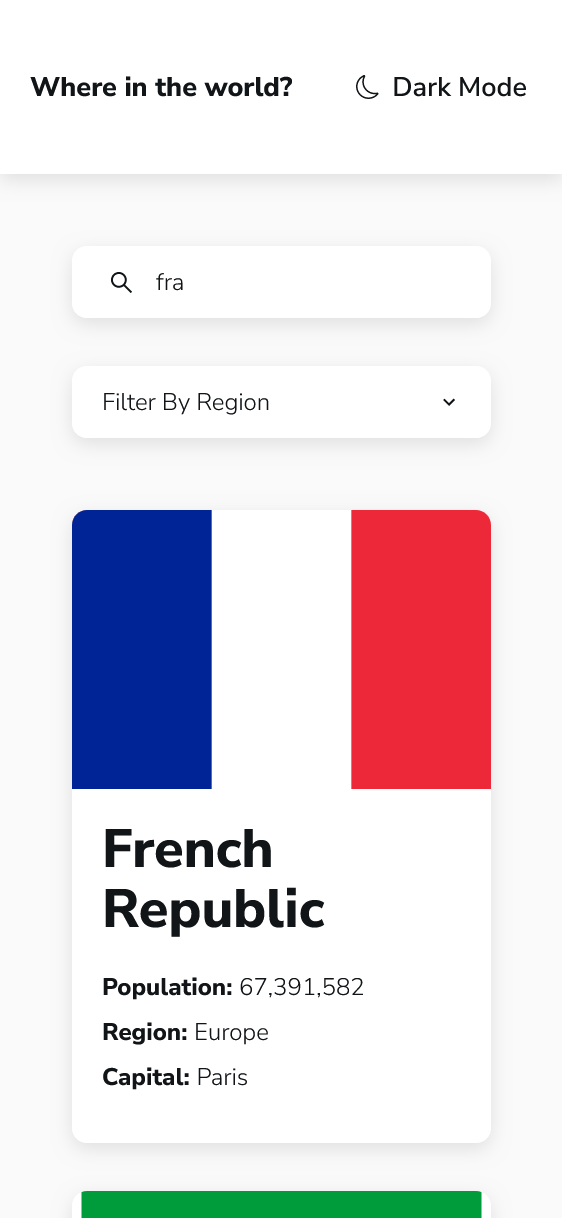 Where in the world?
Dark Mode
fra
Filter By Region
French
Republic
Population: 67,391,582
Region: Europe
Capital: Paris